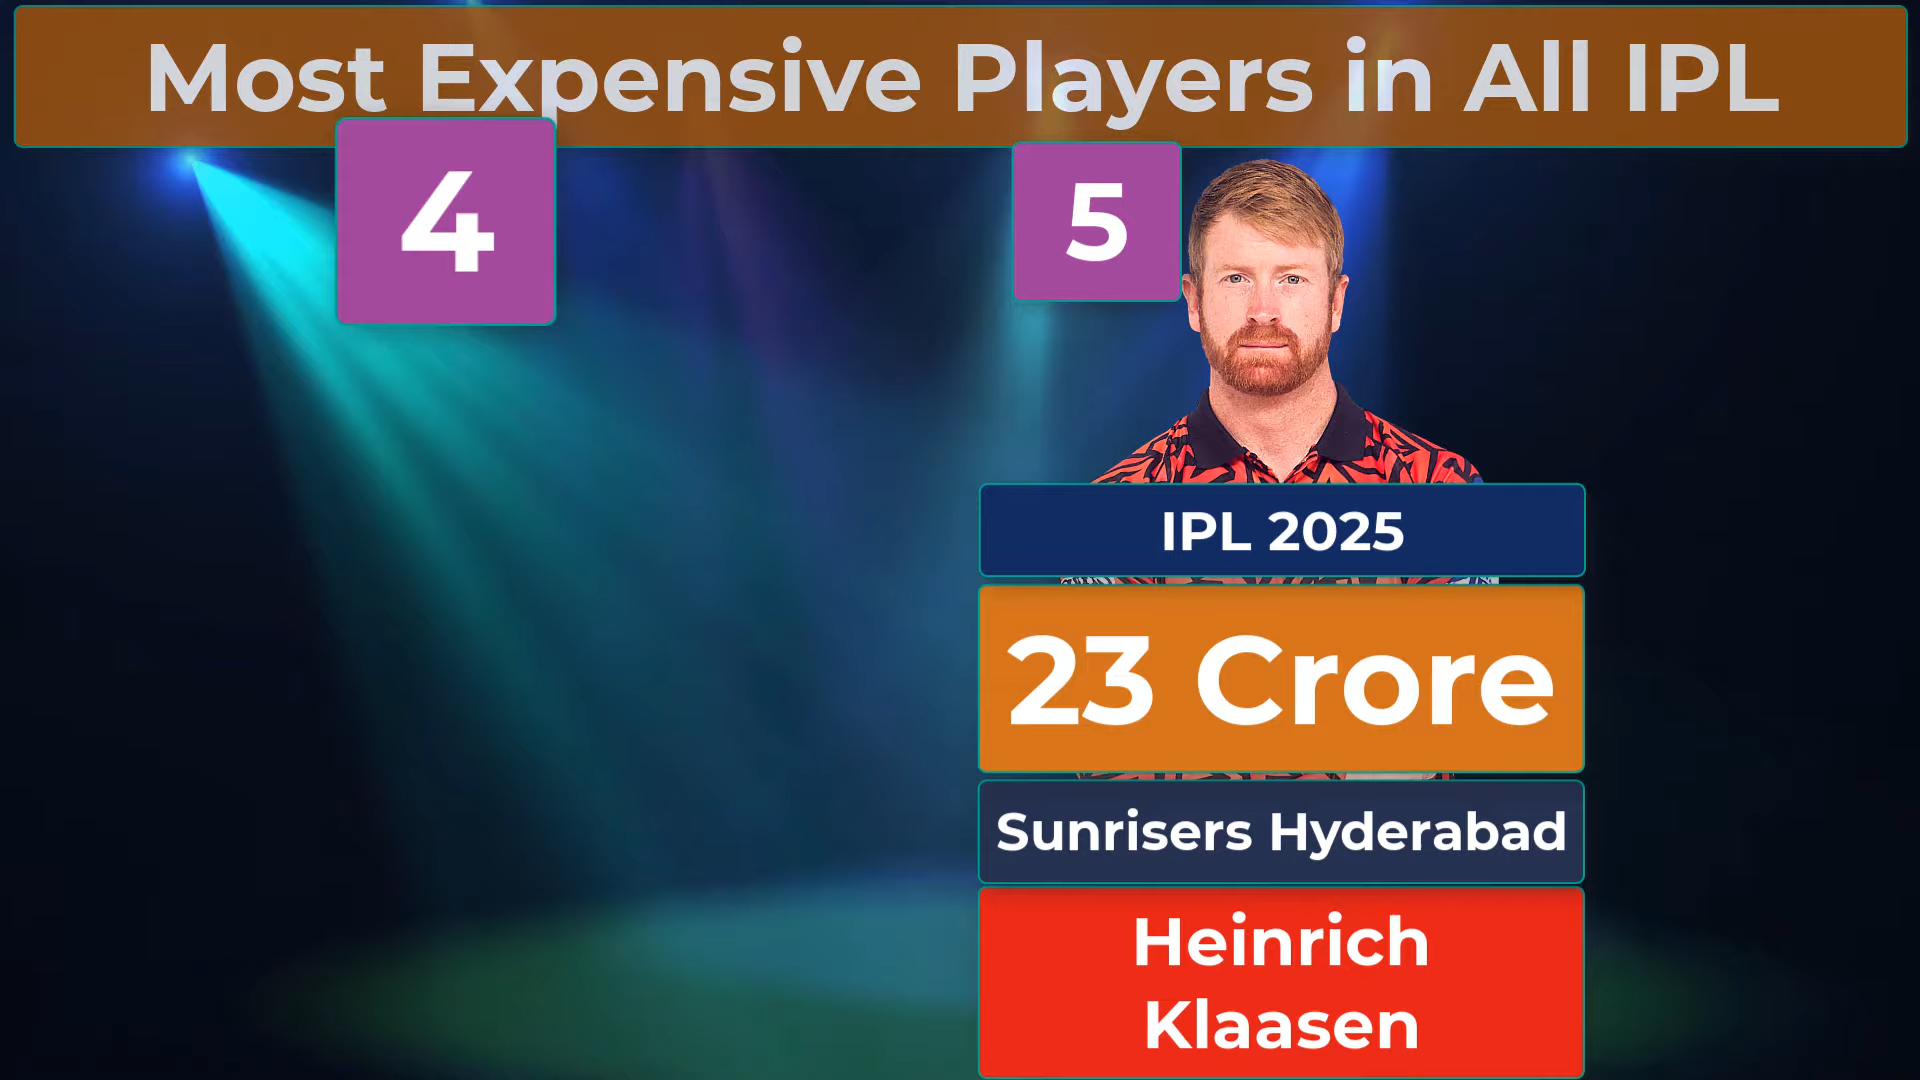 Most Expensive Players in All IPL
4
5
IPL 2025
23 Crore
Sunrisers Hyderabad
Heinrich
Klaasen